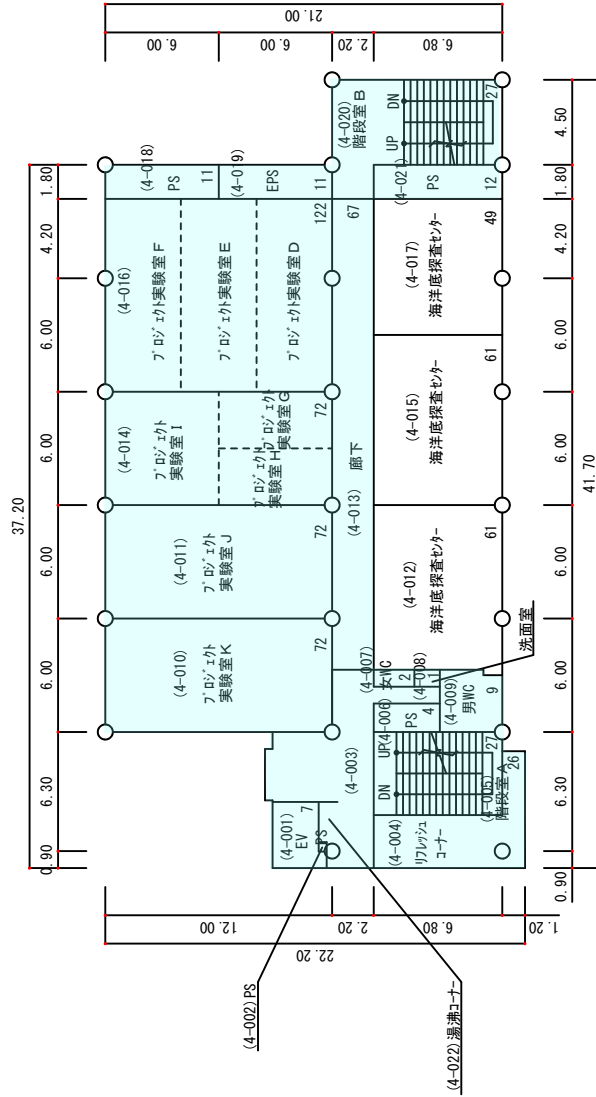 37.20
0.90
6.30
6.00
6.00
6.00
6.00
4.20
1.80
21.00
6.00
6.00
2.20
6.80
(4-010)
プロジェクト
実験室K
72
(4-011)
プロジェクト
実験室J
72
(4-014)
プロジェクト
実験室I
プロジェクト
実験室H
プロジェクト
実験室G
72
(4-016)
プロジェクト実験室F
プロジェクト実験室E
プロジェクト実験室D
122
(4-018)
PS
11
(4-019)
EPS
11
(4-001)
EV
7
EPS
(4-003)
(4-013)
廊下
67
(4-020)
階段室B
UP
DN
27
(4-021)
PS
12
(4-004)
リフレッシュ
コーナー
26
DN
UP
(4-005)
階段室A
27
(4-006)
PS
4
(4-007)
女WC
2
(4-008)
1
(4-009)
男WC
9
洗面室
(4-012)
海洋底探査センター
61
(4-015)
海洋底探査センター
61
(4-017)
海洋底探査センター
49
(4-002)PS
(4-022)湯沸コーナー
12.00
2.20
6.80
1.20
22.20
0.90
6.30
6.00
6.00
6.00
6.00
4.20
1.80
4.50
41.70